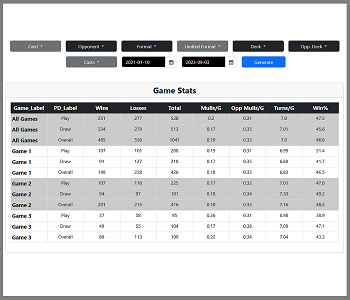 Card Opponent Format Limited Format Deck Opp. Deck
Casts 2021-01-10 2023-09-03 Generate
Game Stats
Game_Label PD_Label Wins Losses Total Mulls/G Opp Mulls/G Turns/G Win%
All Games Play 251 277 528 0.2 0.31 7.0 47.5
All Games Draw 234 279 513 0.17 0.35 7.01 45.6
All Games Overall 485 556 1041 0.19 0.33 7.0 46.6
Game 1 Play 107 101 208 0.19 0.31 6.99 51.4
Game 1 Draw 91 127 218 0.17 0.35 6.68 41.7
Game 1 Overall 198 228 426 0.18 0.33 6.83 46.5
Game 2 Play 107 118 225 0.17 0.32 7.01 47.6
Game 2 Draw 94 97 191 0.18 0.34 7.33 49.2
Game 2 Overall 201 215 416 0.18 0.33 7.16 48.3
Game 3 Play 37 58 95 0.26 0.31 6.98 38.9
Game 3 Draw 49 55 104 0.17 0.38 7.09 47.1
Game 3 Overall 86 113 199 0.22 0.34 7.04 43.2